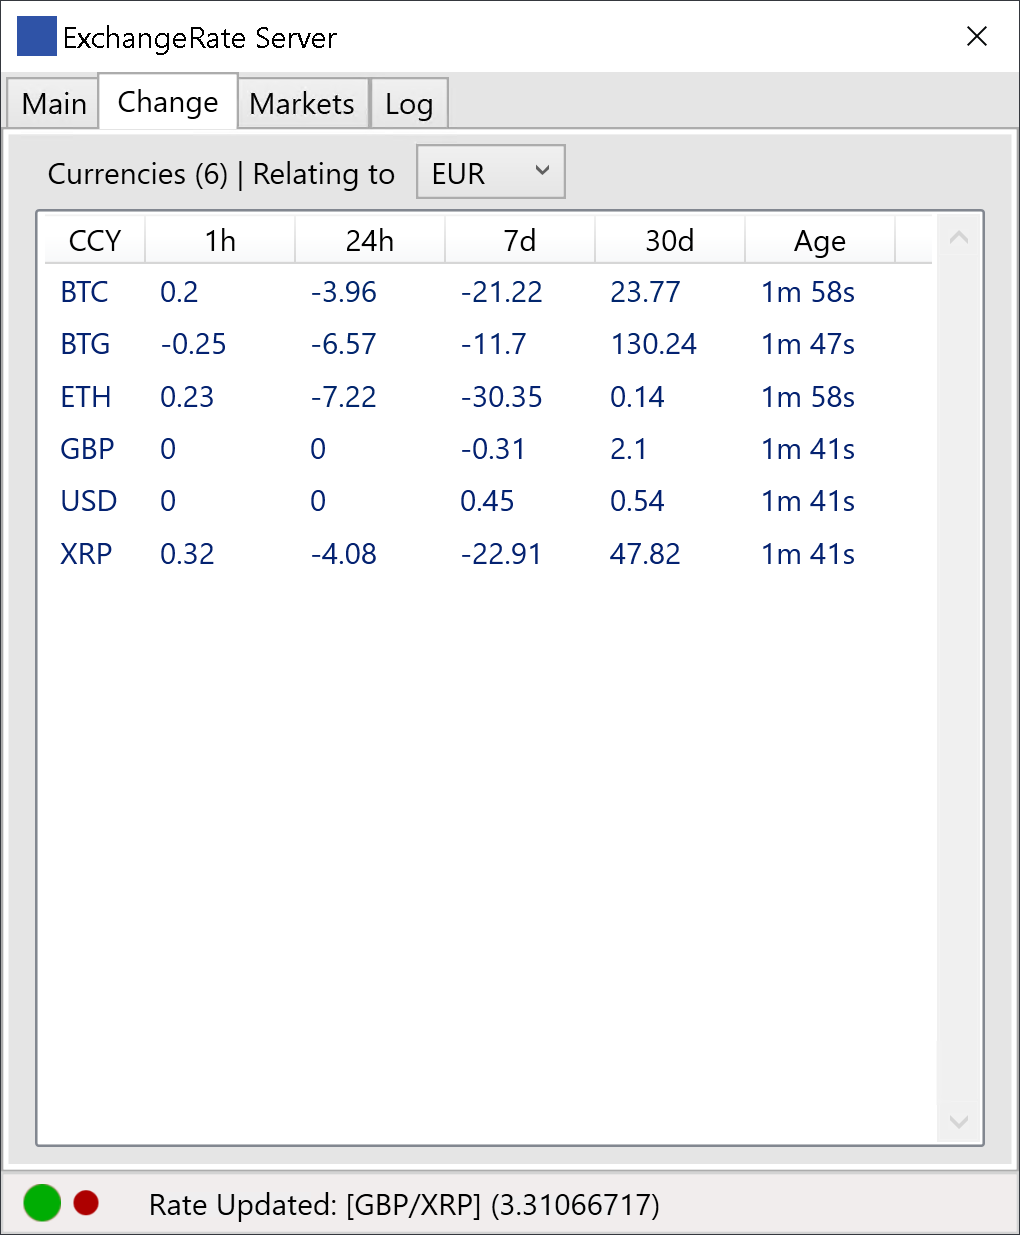 ExchangeRate Server
Main Change Markets Log
Currencies (6) | Relating to EUR
CCY 1h 24h 7d 30d Age
BTC 0.2 -3.96 -21.22 23.77 1m 58s
BTG -0.25 -6.57 -11.7 130.24 1m 47s
ETH 0.23 -7.22 -30.35 0.14 1m 58s
GBP 0 0 -0.31 2.1 1m 41s
USD 0 0 0.45 0.54 1m 41s
XRP 0.32 -4.08 -22.91 47.82 1m 41s
Rate Updated: [GBP/XRP] (3.31066717)